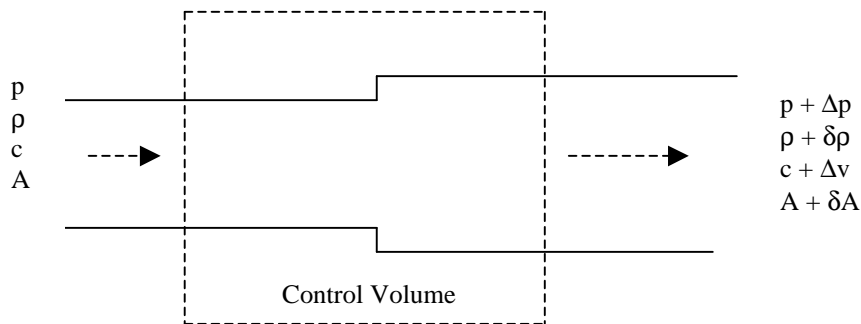 p
ρ
c
A
p + Δp
ρ + δρ
c + Δv
A + δA
Control Volume